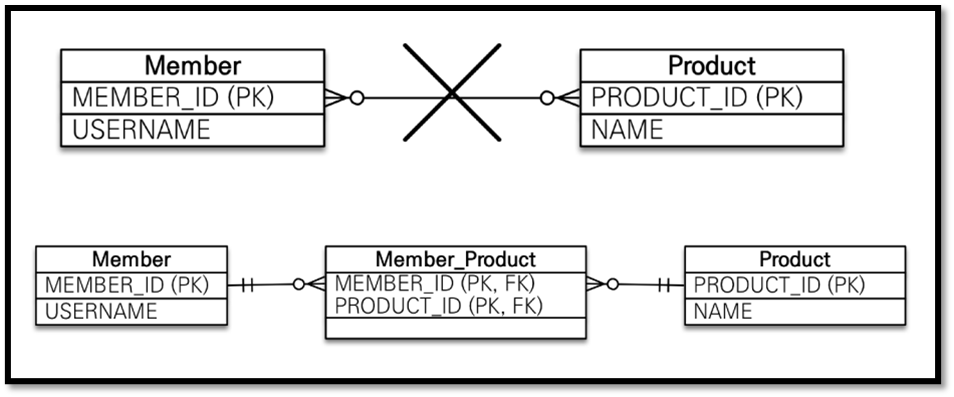 Member
MEMBER_ID (PK)
USERNAME
Product
PRODUCT_ID (PK)
NAME
Member
MEMBER_ID (PK)
USERNAME
Member_Product
MEMBER_ID (PK, FK)
PRODUCT_ID (PK, FK)
Product
PRODUCT_ID (PK)
NAME